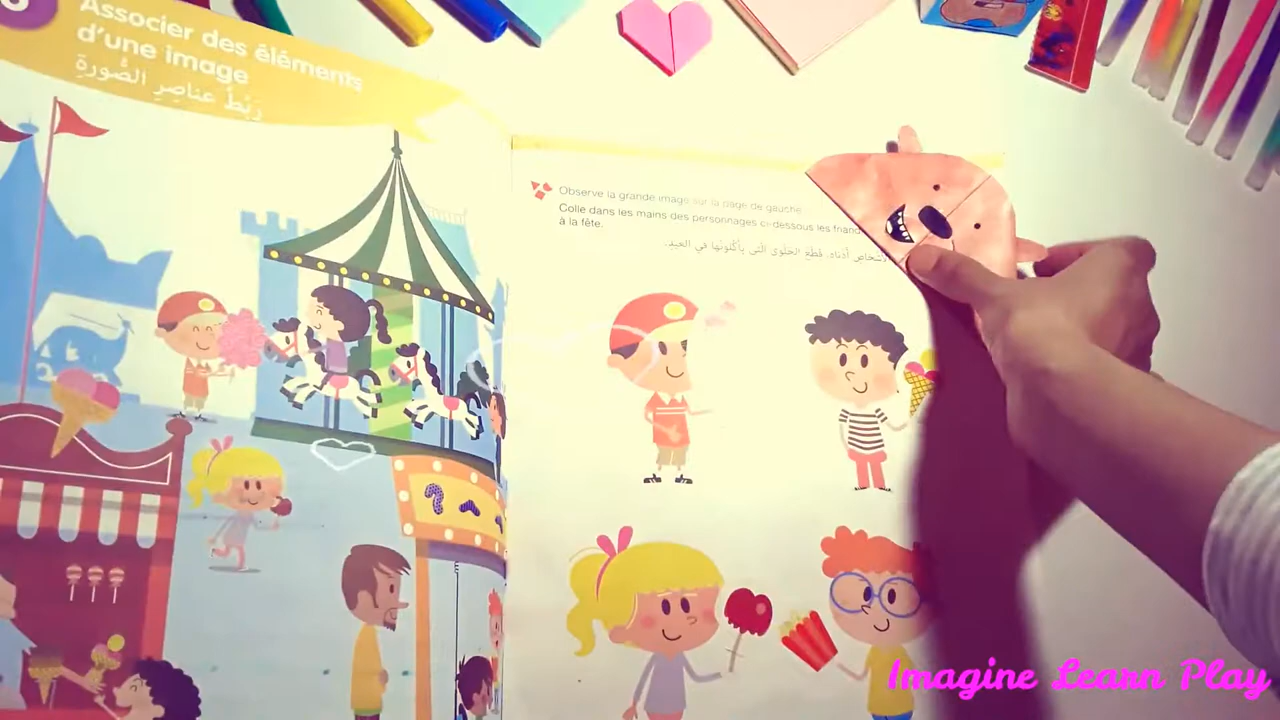 Associer des éléments
d'une image
رَبْطُ عناصِرِ الصُّورةِ
Observe la grande image sur la page de gauche
Colle dans les mains des personnages ci-dessous les friand
à la fête.
أدناه، قطع الحلوى التي يأكلونها في العيد.
Imagine Learn Play